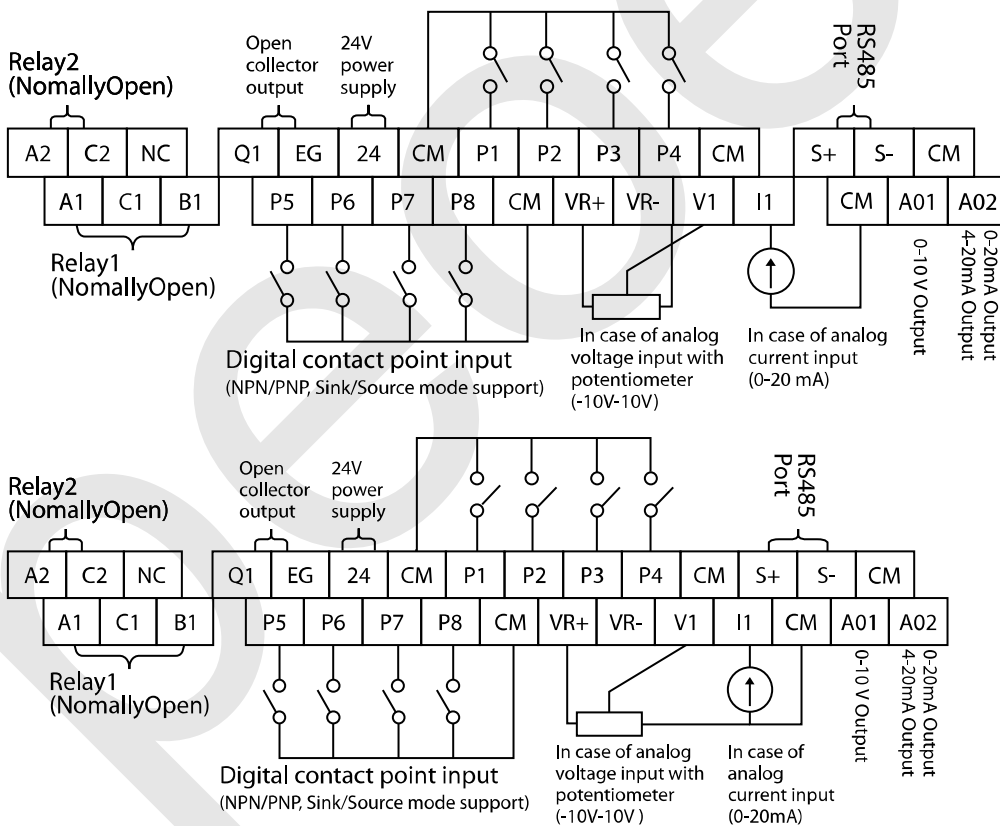 Relay2
(NomallyOpen)
Open
collector
output
24V
power
supply
RS485
Port
A2 C2 NC Q1 EG 24 CM P1 P2 P3 P4 CM S+ S- CM
A1 C1 B1 P5 P6 P7 P8 CM VR+ VR- V1 I1 CM A01 A02
Relay1
(NomallyOpen)
Digital contact point input
(NPN/PNP, Sink/Source mode support)
In case of analog
voltage input with
potentiometer
(-10V-10V)
In case of analog
current input
(0-20 mA)
0-10 V Output
0-20mA Output
4-20mA Output
Relay2
(NomallyOpen)
Open
collector
output
24V
power
supply
RS485
Port
A2 C2 NC Q1 EG 24 CM P1 P2 P3 P4 CM S+ S- CM
A1 C1 B1 P5 P6 P7 P8 CM VR+ VR- V1 I1 CM A01 A02
Relay1
(NomallyOpen)
Digital contact point input
(NPN/PNP, Sink/Source mode support)
In case of analog
voltage input with
potentiometer
(-10V-10V )
In case of
analog
current input
(0-20mA)
0-10 V Output
0-20mA Output
4-20mA Output